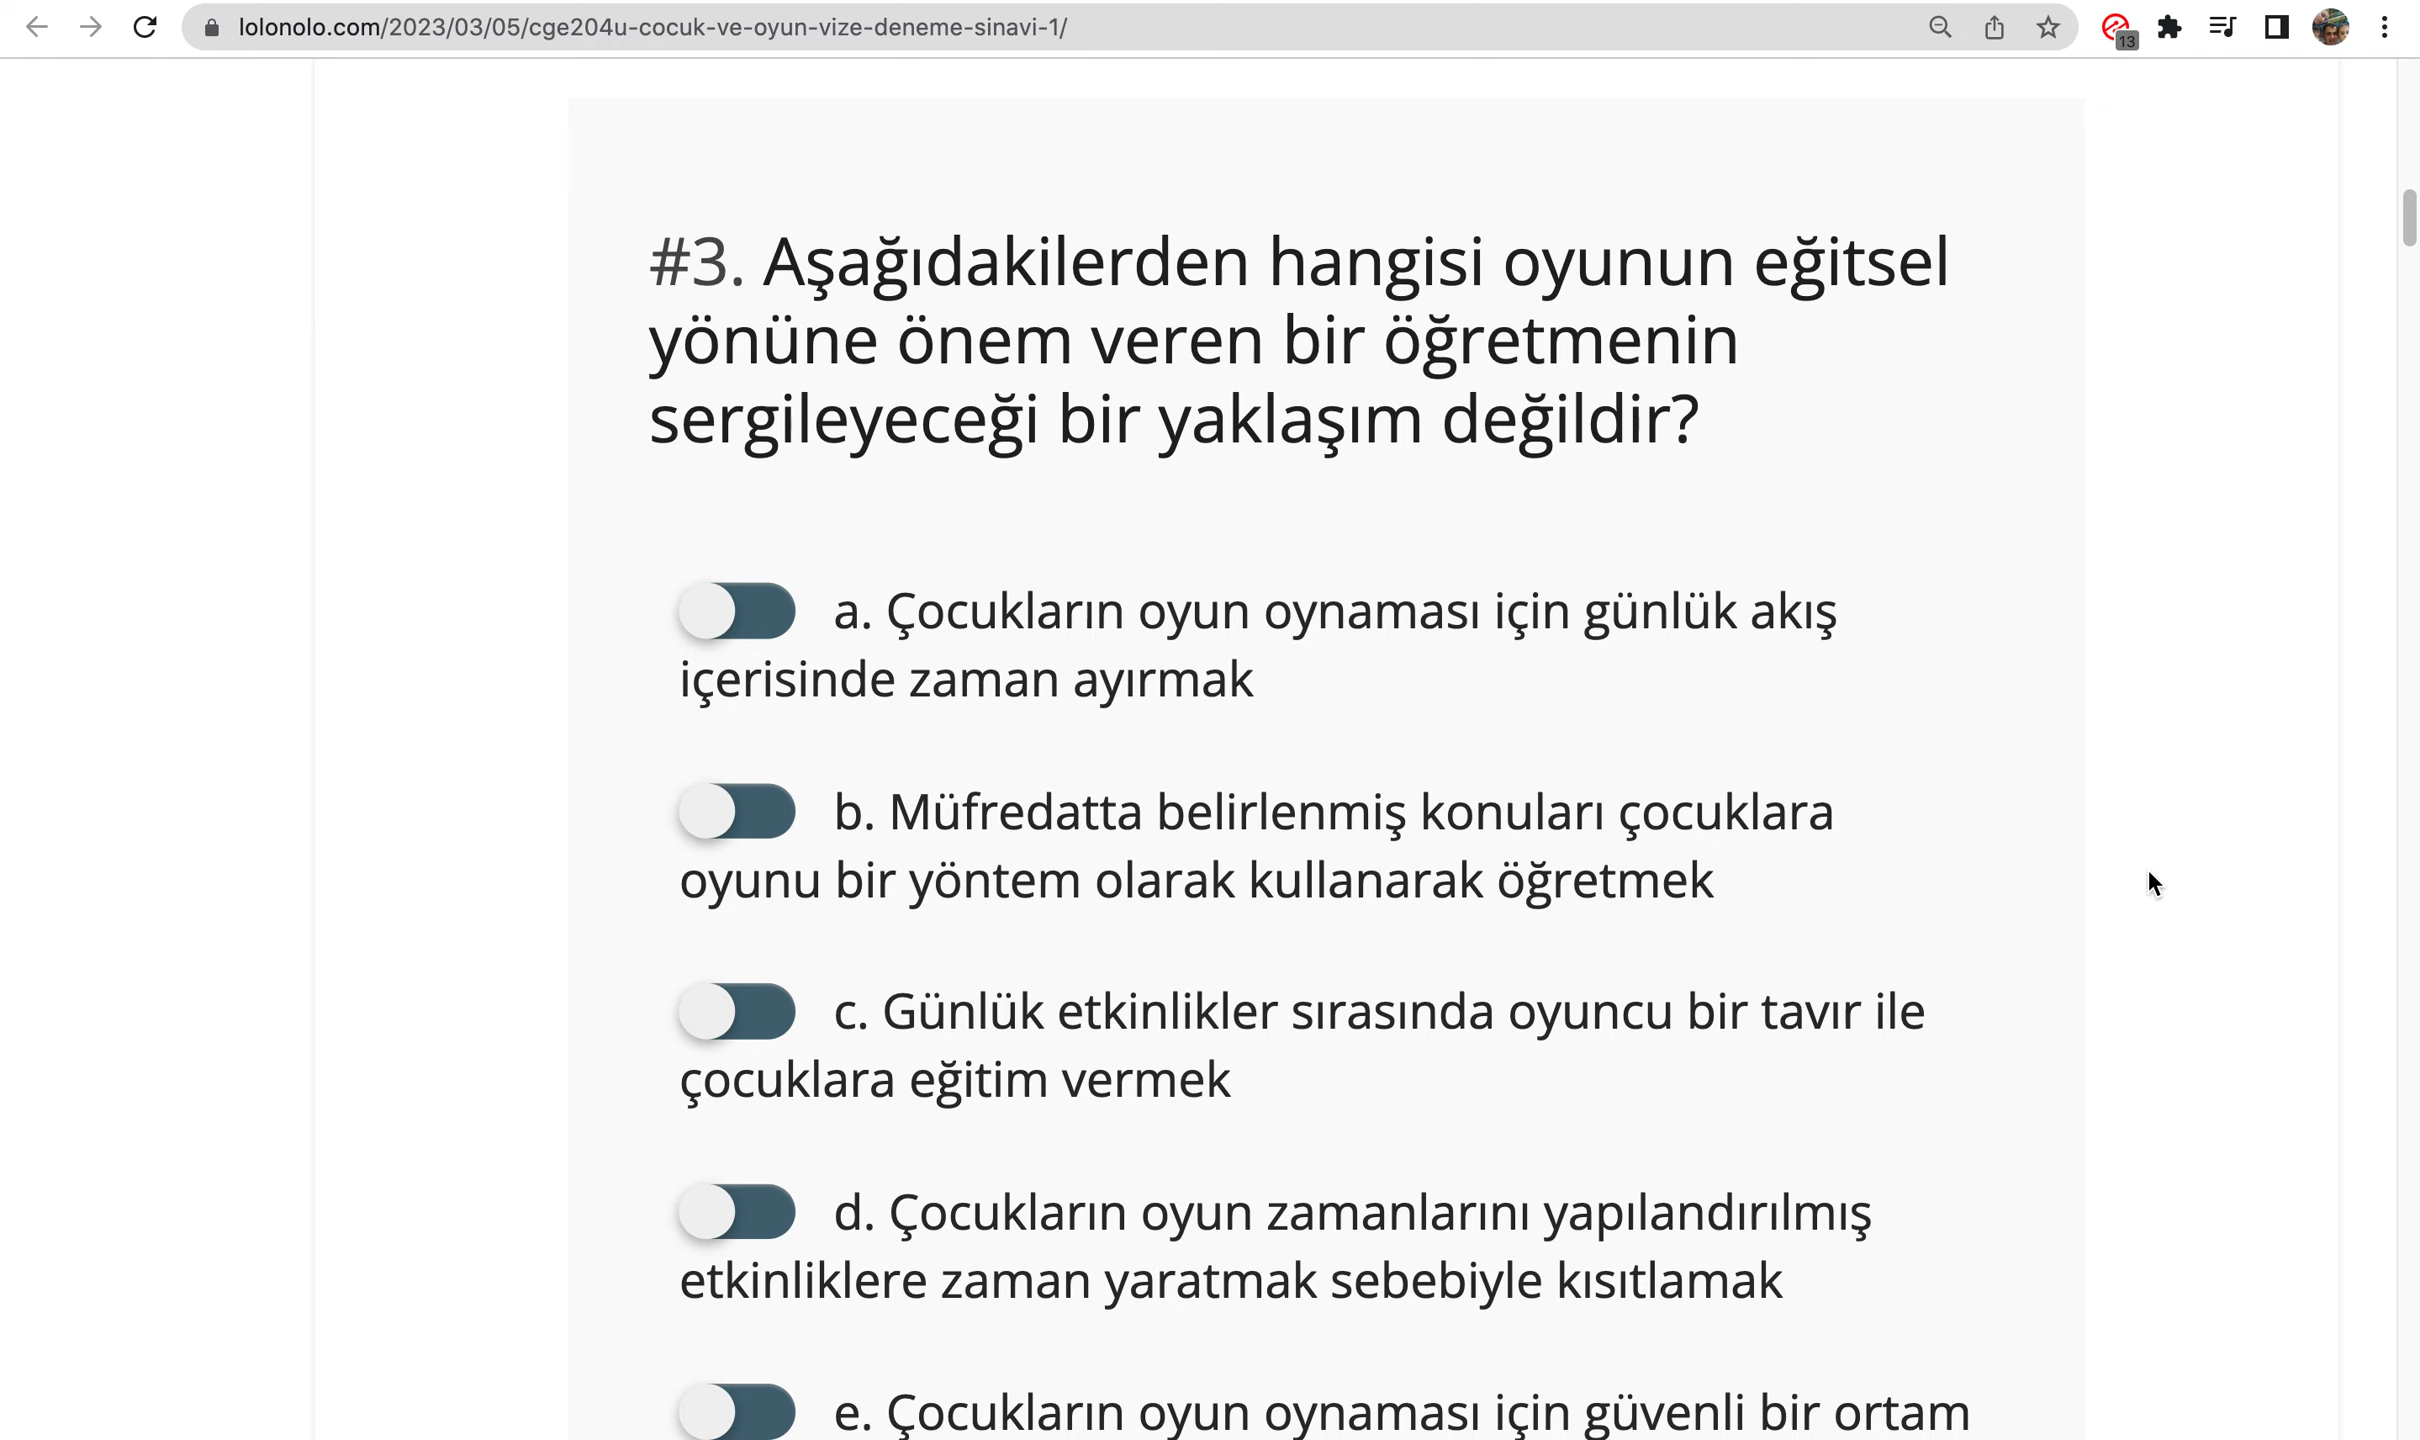 lolonolo.com/2023/03/05/cge204u-cocuk-ve-oyun-vize-deneme-sinavi-1/
13
#3. Aşağıdakilerden hangisi oyunun eğitsel
yönüne önem veren bir öğretmenin
sergileyeceği bir yaklaşım değildir?
a. Çocukların oyun oynaması için günlük akış
içerisinde zaman ayırmak
b. Müfredatta belirlenmiş konuları çocuklara
oyunu bir yöntem olarak kullanarak öğretmek
c. Günlük etkinlikler sırasında oyuncu bir tavır ile
çocuklara eğitim vermek
d. Çocukların oyun zamanlarını yapılandırılmış
etkinliklere zaman yaratmak sebebiyle kısıtlamak
e. Çocukların oyun oynaması için güvenli bir ortam